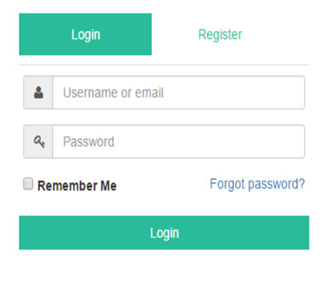 Login Register
Username or email
Password
Remember Me Forgot password?
Login